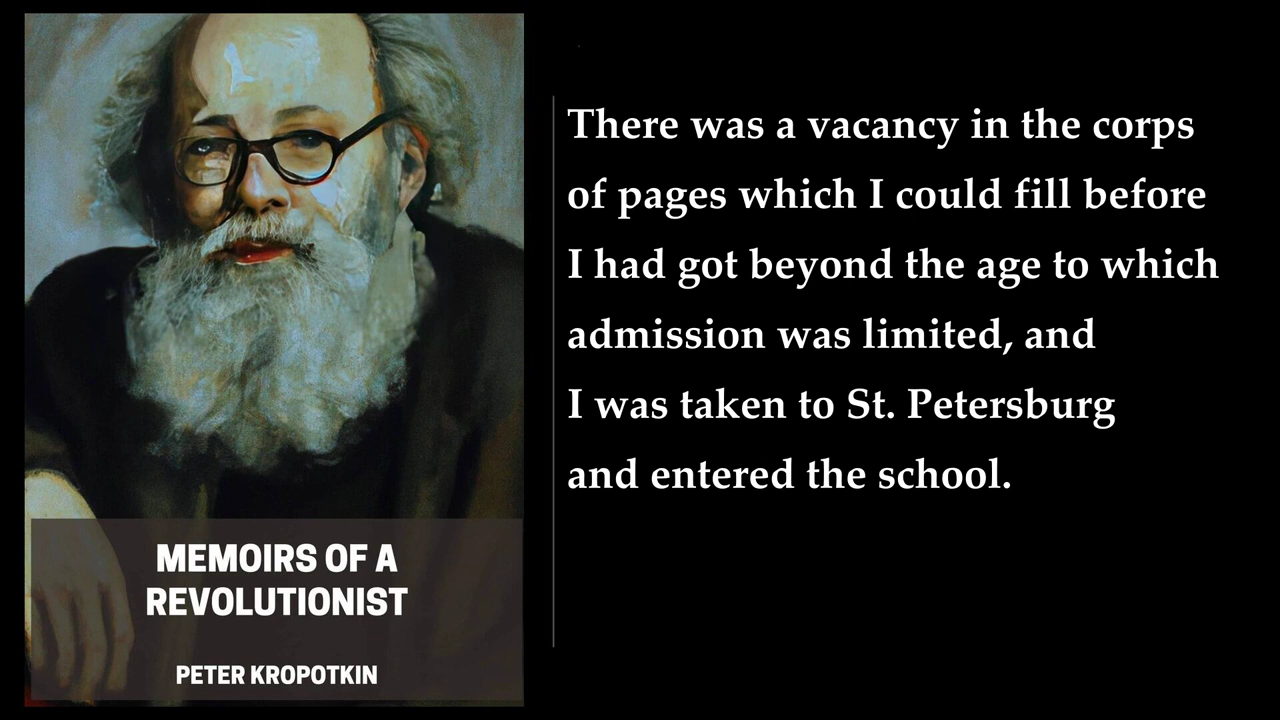 There was a vacancy in the corps
of pages which I could fill before
I had got beyond the age to which
admission was limited, and
I was taken to St. Petersburg
and entered the school.
MEMOIRS OF A
REVOLUTIONIST
PETER KROPOTKIN